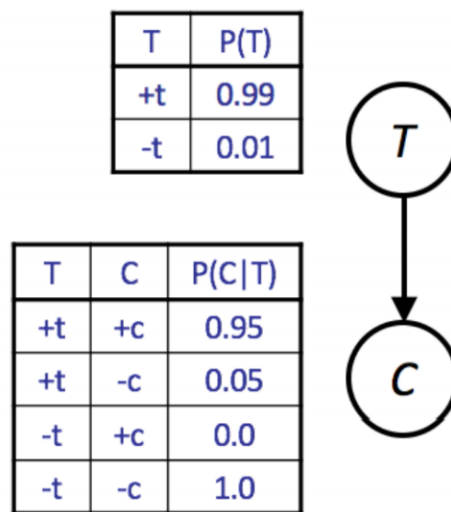 T P(T)
+t 0.99
-t 0.01
T
T C P(C|T)
+t +c 0.95
+t -c 0.05
-t +c 0.0
-t -c 1.0
C